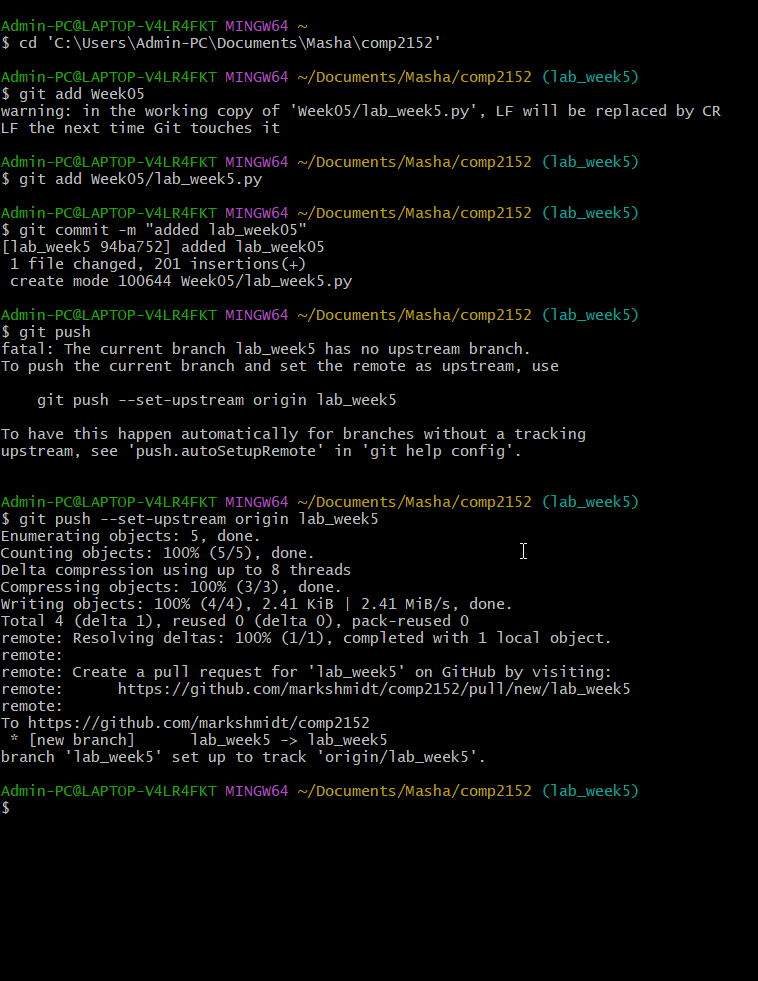 Admin-PC@LAPTOP-V4LR4FKT MINGW64 ~
$ cd 'C:\Users\Admin-PC\Documents\Masha\comp2152'
Admin-PC@LAPTOP-V4LR4FKT MINGW64 ~/Documents/Masha/comp2152 (lab_week5)
$ git add Week05
warning: in the working copy of 'Week05/lab_week5.py', LF will be replaced by CR
LF the next time Git touches it
Admin-PC@LAPTOP-V4LR4FKT MINGW64 ~/Documents/Masha/comp2152 (lab_week5)
$ git add Week05/lab_week5.py
Admin-PC@LAPTOP-V4LR4FKT MINGW64 ~/Documents/Masha/comp2152 (lab_week5)
$ git commit -m "added lab_week05"
[lab_week5 94ba752] added lab_week05
 1 file changed, 201 insertions(+)
 create mode 100644 Week05/lab_week5.py
Admin-PC@LAPTOP-V4LR4FKT MINGW64 ~/Documents/Masha/comp2152 (lab_week5)
$ git push
fatal: The current branch lab_week5 has no upstream branch.
To push the current branch and set the remote as upstream, use
    git push --set-upstream origin lab_week5
To have this happen automatically for branches without a tracking
upstream, see 'push.autoSetupRemote' in 'git help config'.
Admin-PC@LAPTOP-V4LR4FKT MINGW64 ~/Documents/Masha/comp2152 (lab_week5)
$ git push --set-upstream origin lab_week5
Enumerating objects: 5, done.
Counting objects: 100% (5/5), done.
Delta compression using up to 8 threads
Compressing objects: 100% (3/3), done.
Writing objects: 100% (4/4), 2.41 KiB | 2.41 MiB/s, done.
Total 4 (delta 1), reused 0 (delta 0), pack-reused 0
remote: Resolving deltas: 100% (1/1), completed with 1 local object.
remote:
remote: Create a pull request for 'lab_week5' on GitHub by visiting:
remote:      https://github.com/markshmidt/comp2152/pull/new/lab_week5
remote:
To https://github.com/markshmidt/comp2152
 * [new branch]      lab_week5 -> lab_week5
branch 'lab_week5' set up to track 'origin/lab_week5'.
Admin-PC@LAPTOP-V4LR4FKT MINGW64 ~/Documents/Masha/comp2152 (lab_week5)
$